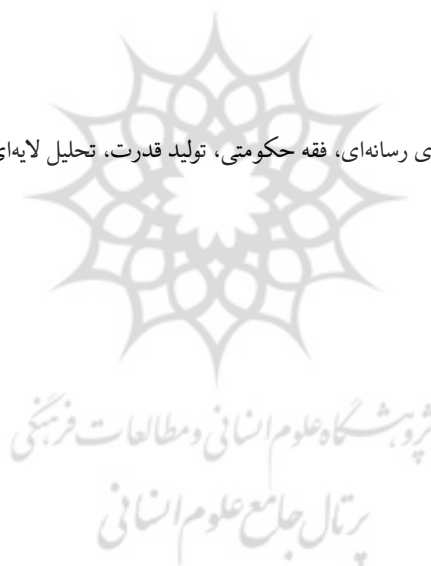 ی رسانه‌ای، فقه حکومتی، تولید قدرت، تحلیل لایه‌ای
پژوهشگاه علوم انسانی و مطالعات فرهنگی
پرتال جامع علوم انسانی